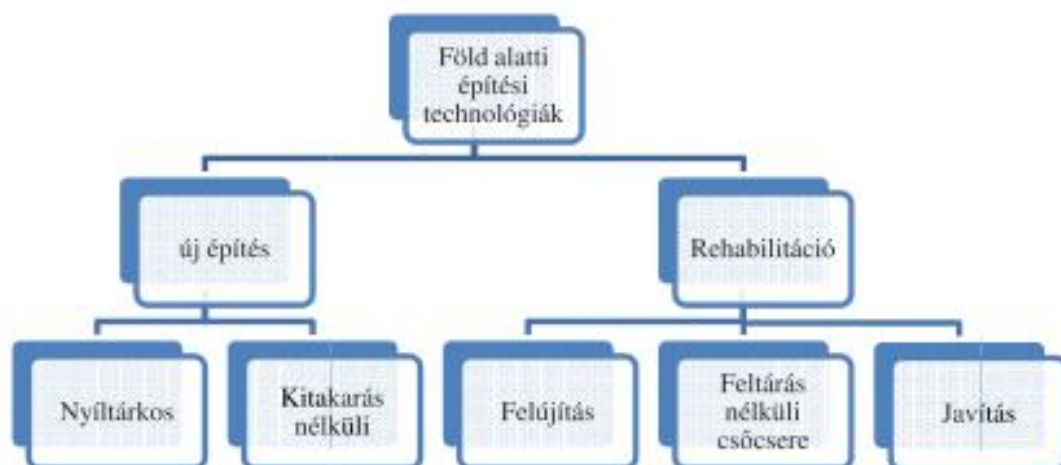 Föld alatti
építési
technológiák
új építés
Rehabilitáció
Nyíltárkos
Kitakarás
nélküli
Felújítás
Feltárás
nélküli
csőcsere
Javítás